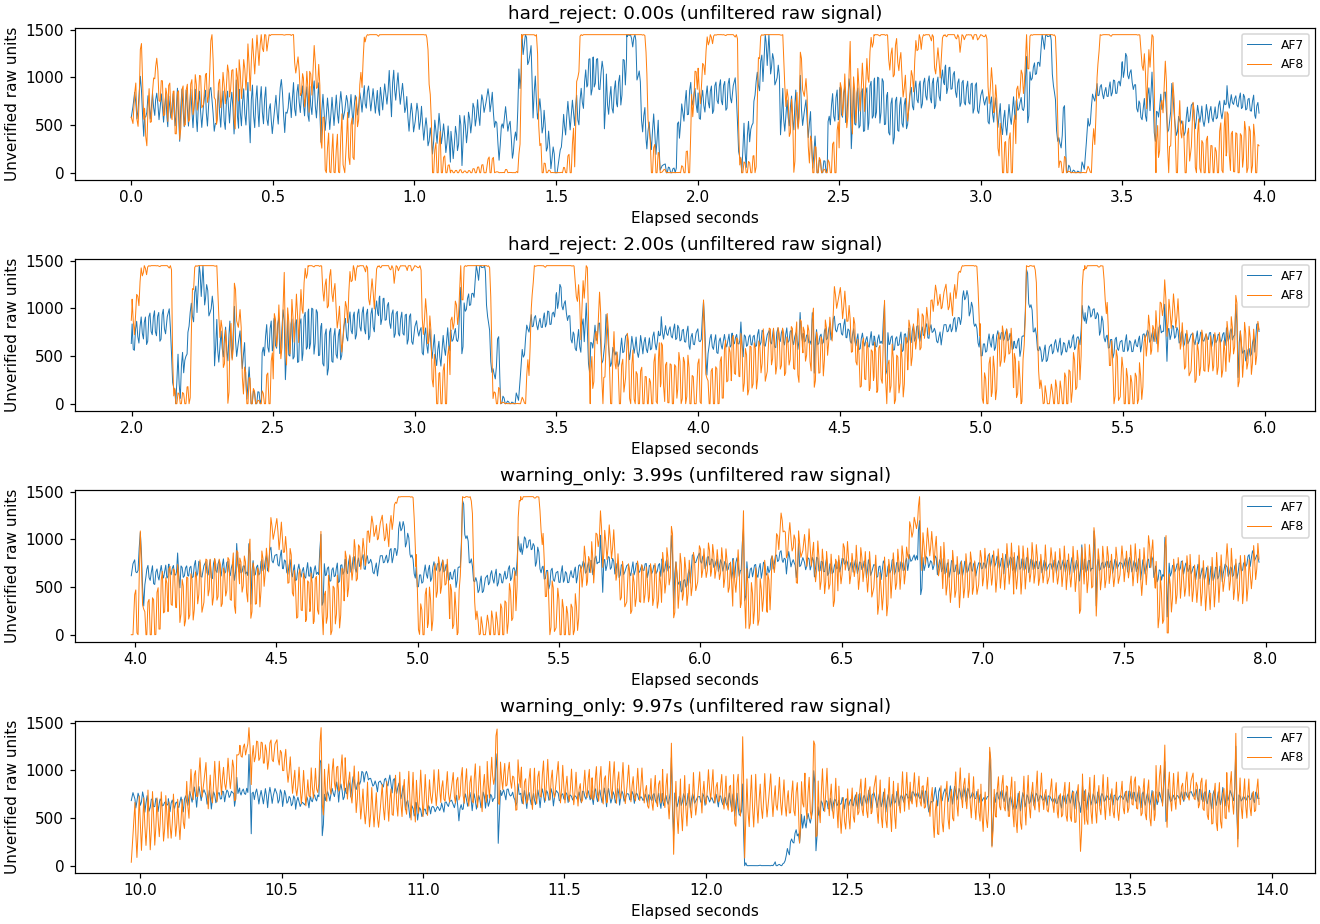 hard_reject: 0.00s (unfiltered raw signal)
Unverified raw units
1500
1000
500
0
AF7
AF8
0.0 0.5 1.0 1.5 2.0 2.5 3.0 3.5 4.0
Elapsed seconds
hard_reject: 2.00s (unfiltered raw signal)
Unverified raw units
1500
1000
500
0
AF7
AF8
2.0 2.5 3.0 3.5 4.0 4.5 5.0 5.5 6.0
Elapsed seconds
warning_only: 3.99s (unfiltered raw signal)
Unverified raw units
1500
1000
500
0
AF7
AF8
4.0 4.5 5.0 5.5 6.0 6.5 7.0 7.5 8.0
Elapsed seconds
warning_only: 9.97s (unfiltered raw signal)
Unverified raw units
1500
1000
500
0
AF7
AF8
10.0 10.5 11.0 11.5 12.0 12.5 13.0 13.5 14.0
Elapsed seconds